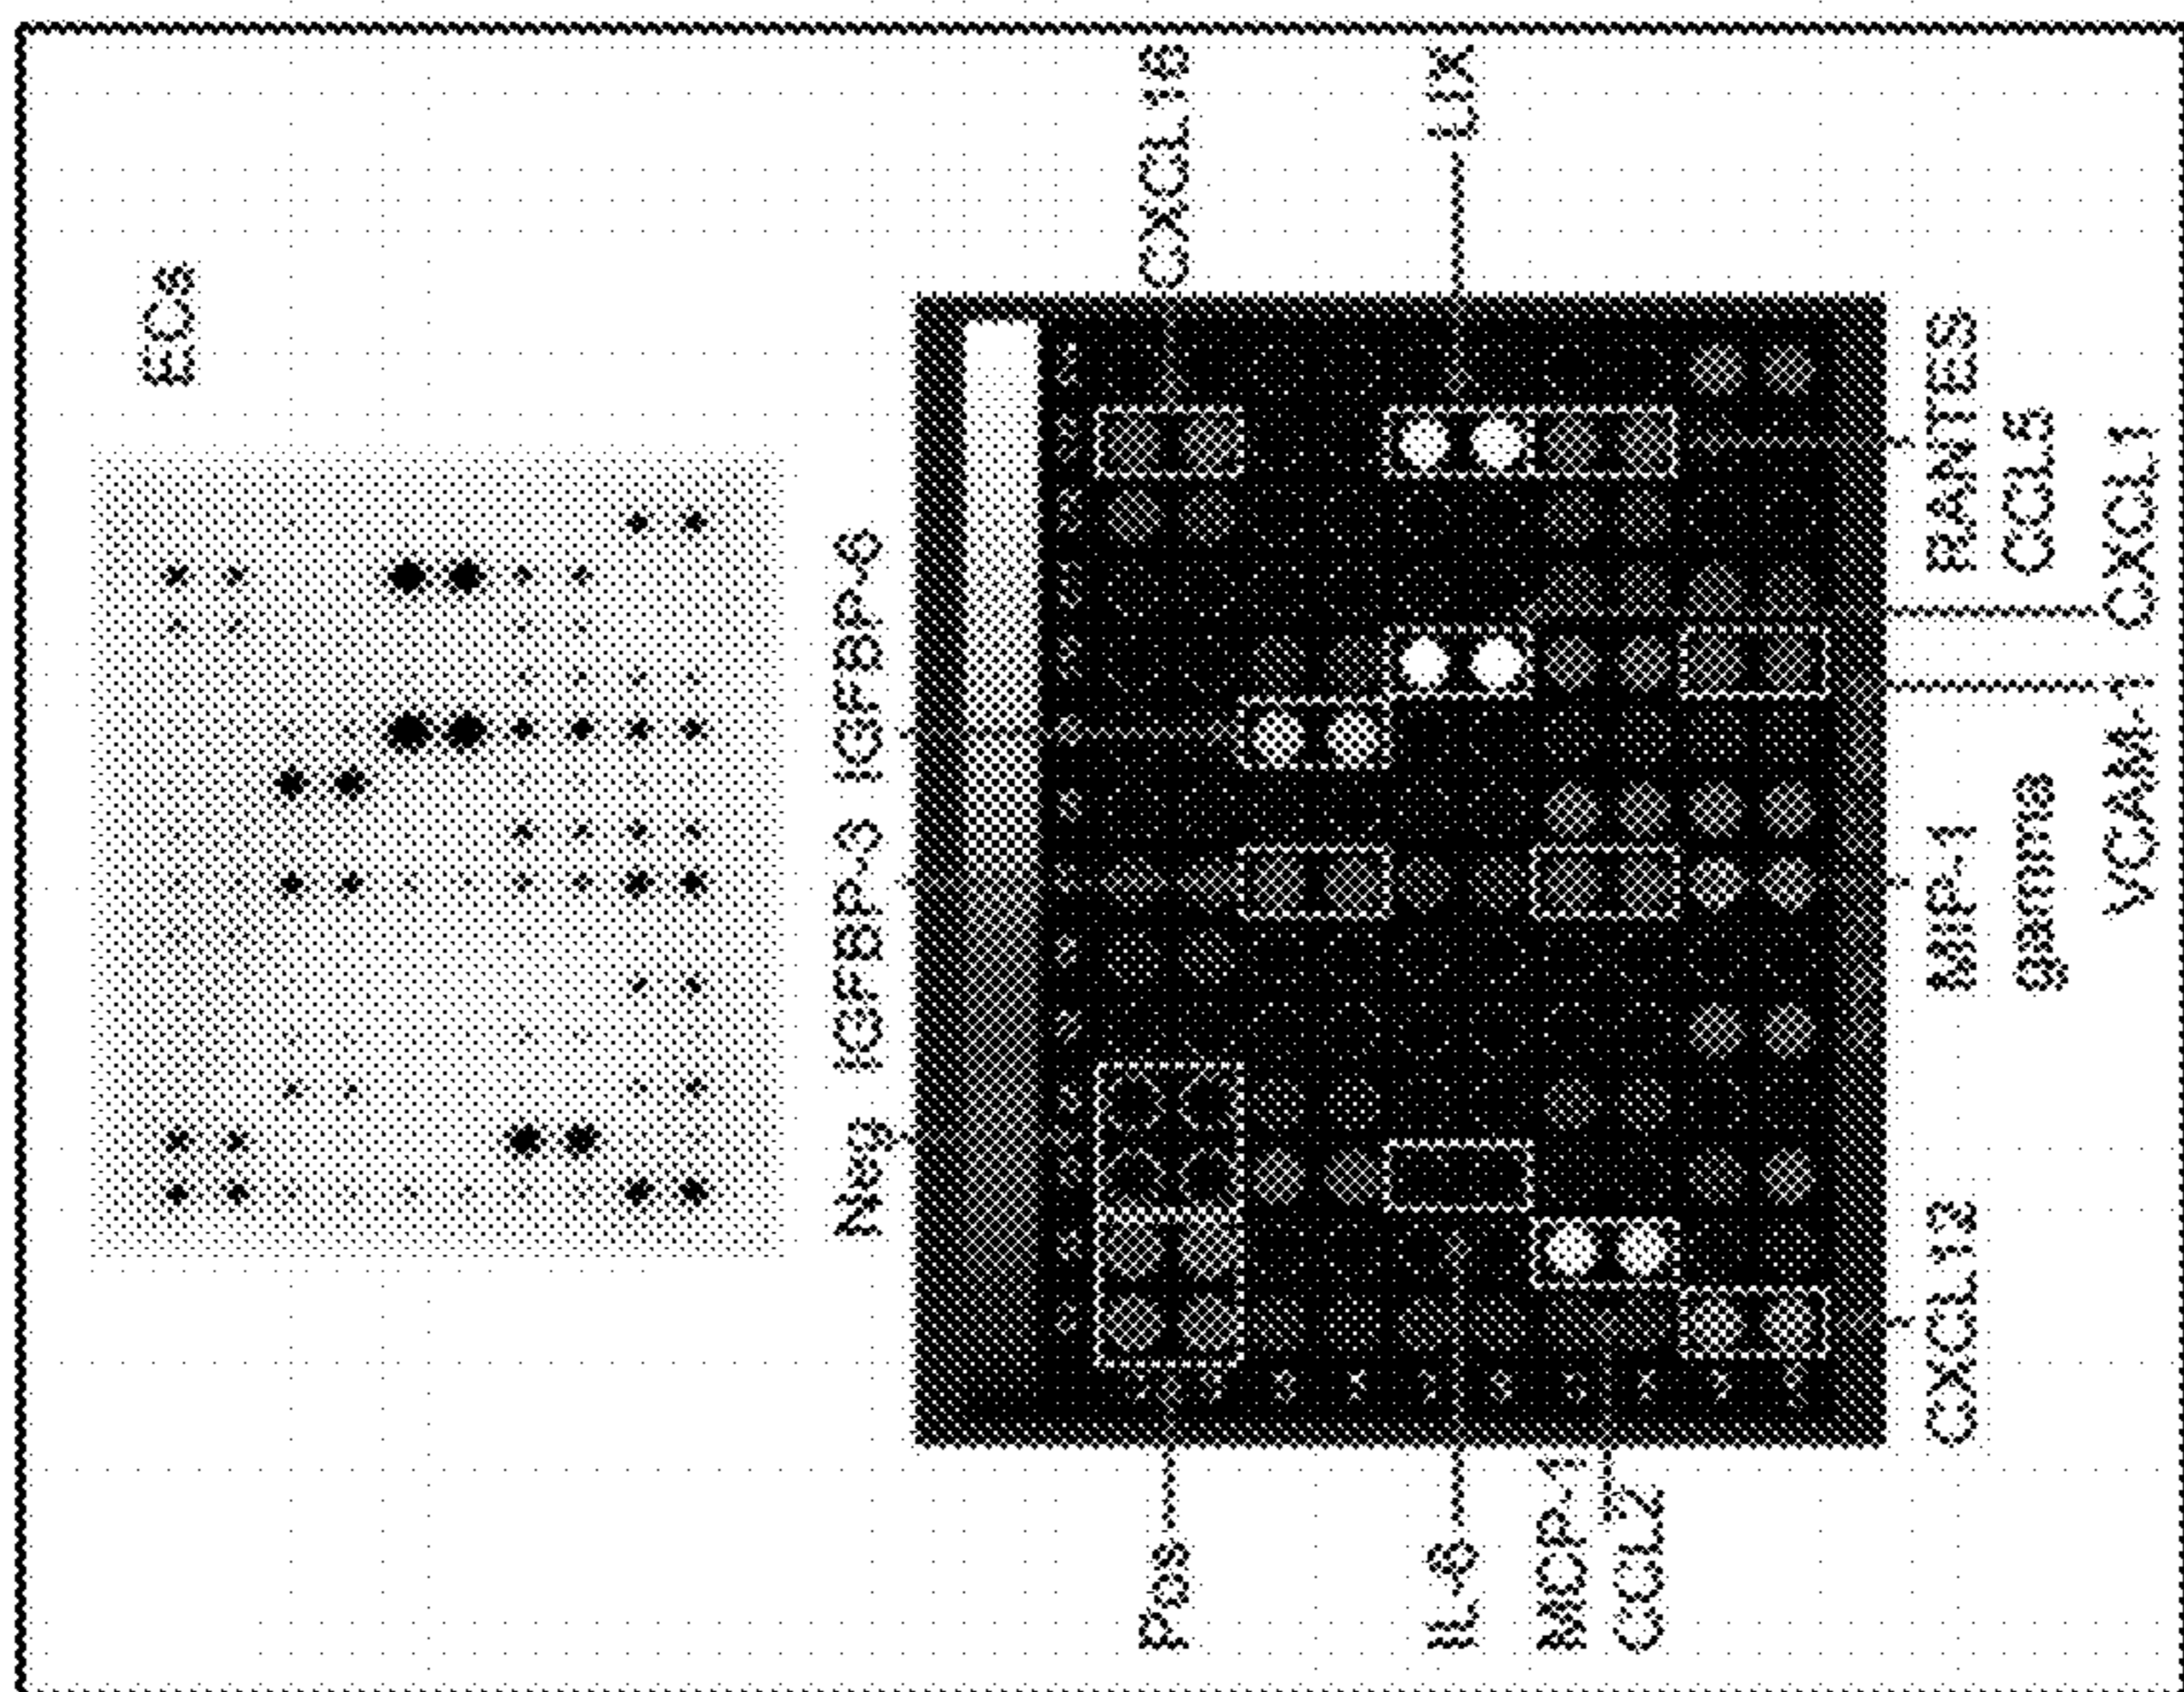 ECs
Neg IGFBP-3 IGFBP-6
Pos
CXCL16
IL-6
LIX
MCP-1
CCL2
CXCL12
MIP-1
gamma
RANTES
CCL5
VCAM-1
CXCL1